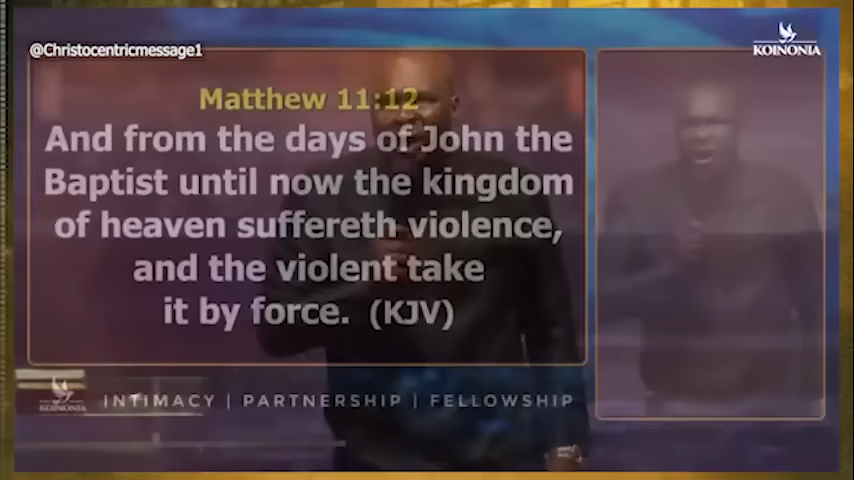 @Christocentricmessage1
KOINONIA
Matthew 11:12
And from the days of John the
Baptist until now the kingdom
of heaven suffereth violence,
and the violent take
it by force. (KJV)
KOINONIA
INTIMACY | PARTNERSHIP | FELLOWSHIP